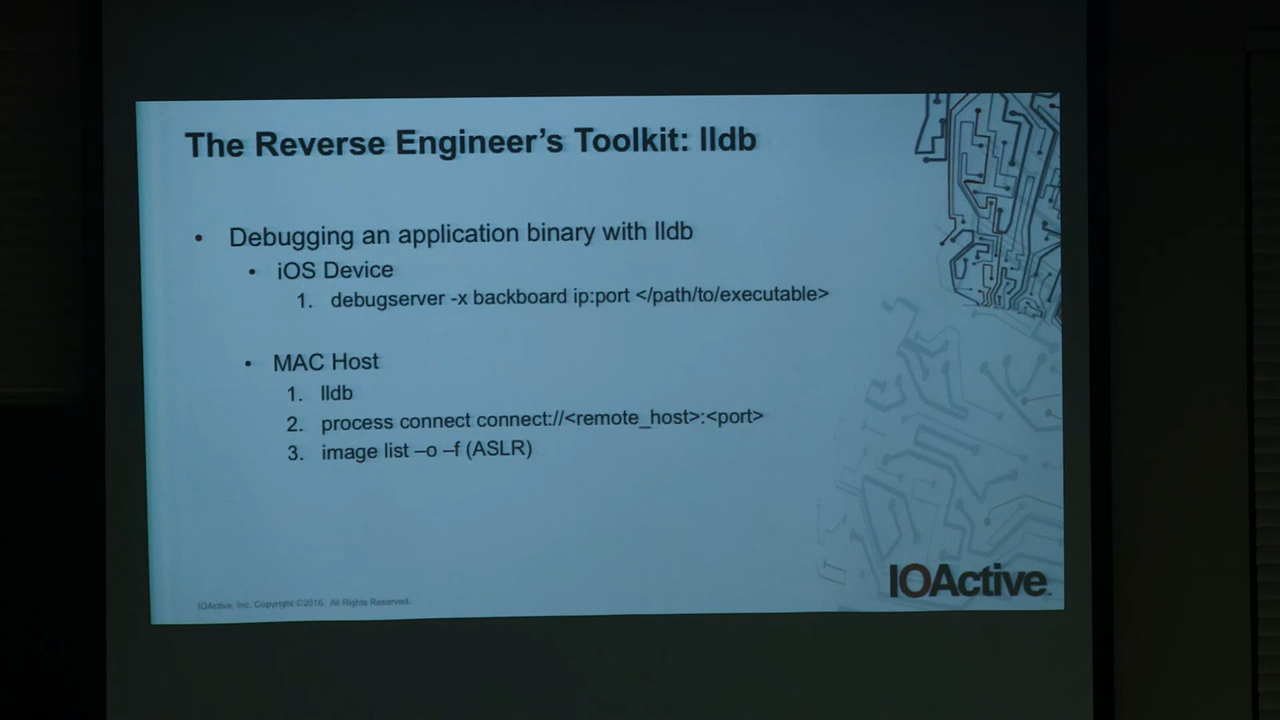 The Reverse Engineer's Toolkit: lldb
• Debugging an application binary with lldb
• iOS Device
1. debugserver -x backboard ip:port </path/to/executable>
• MAC Host
1. lldb
2. process connect connect://<remote_host>:<port>
3. image list –o –f (ASLR)
IOActive, Inc. Copyright ©2016. All Rights Reserved.
IOActive